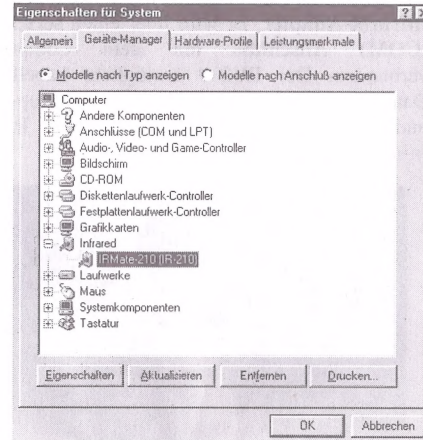 Eigenschaften für System
Allgemein Geräte-Manager Hardware-Profile Leistungsmerkmale
Modelle nach Typ anzeigen Modelle nach Anschluß anzeigen
Computer
Andere Komponenten
Anschlüsse (COM und LPT)
Audio-, Video- und Game-Controller
Bildschirm
CD-ROM
Diskettenlaufwerk-Controller
Festplattenlaufwerk-Controller
Grafikkarten
Infrared
IRMate-210 (IR-210)
Laufwerke
Maus
Systemkomponenten
Tastatur
Eigenschaften Aktualisieren Entfernen Drucken...
OK Abbrechen